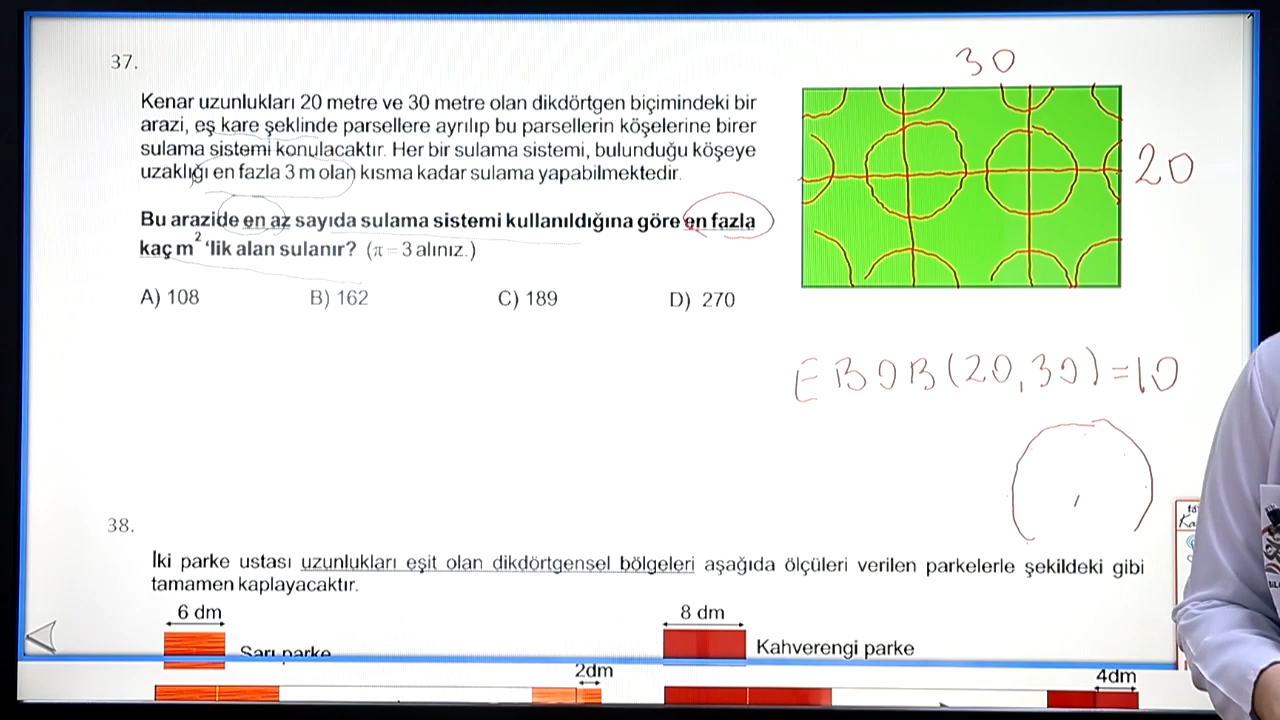 37.
30
Kenar uzunlukları 20 metre ve 30 metre olan dikdörtgen biçimindeki bir
arazi, eş kare şeklinde parsellere ayrılıp bu parsellerin köşelerine birer
sulama sistemi konulacaktır. Her bir sulama sistemi, bulunduğu köşeye
uzaklığı en fazla 3 m olan kısma kadar sulama yapabilmektedir.
20
Bu arazide en az sayıda sulama sistemi kullanıldığına göre en fazla
kaç m²'lik alan sulanır? (π = 3 alınız.)
A) 108 B) 162 C) 189 D) 270
EBOB(20,30)=10
38.
İki parke ustası uzunlukları eşit olan dikdörtgensel bölgeleri aşağıda ölçüleri verilen parkelerle şekildeki gibi
tamamen kaplayacaktır.
6 dm 8 dm
Sarı parke Kahverengi parke
2dm 4dm